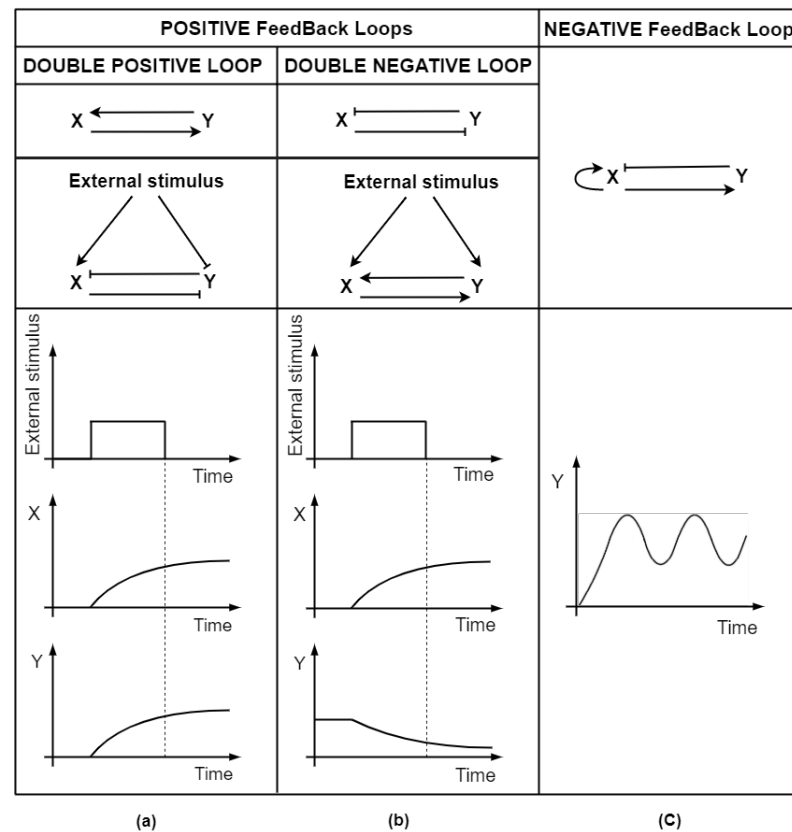 POSITIVE FeedBack Loops
NEGATIVE FeedBack Loop
DOUBLE POSITIVE LOOP
DOUBLE NEGATIVE LOOP
X Y
X Y
X Y
External stimulus
External stimulus
X Y
X Y
External stimulus
Time
External stimulus
Time
X
Time
X
Time
Y
Time
Y
Time
Y
Time
(a)
(b)
(C)